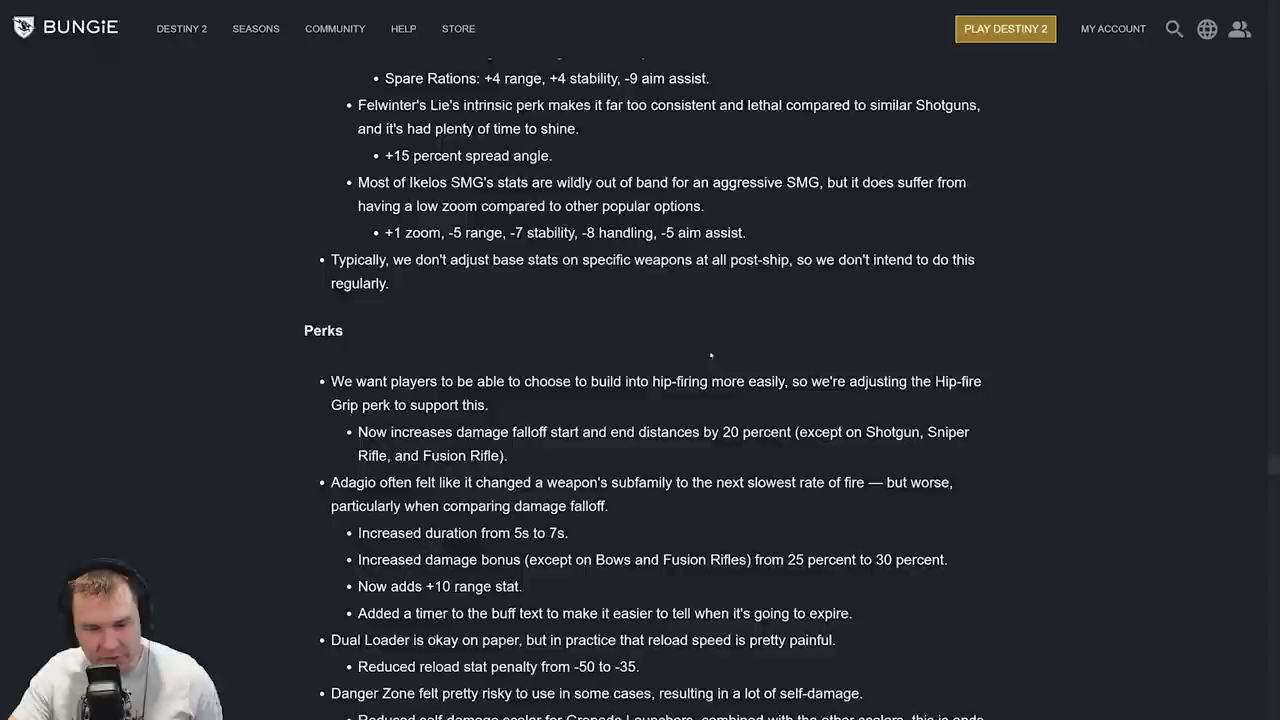 BUNGiE DESTINY 2 SEASONS COMMUNITY HELP STORE PLAY DESTINY 2 MY ACCOUNT
• Spare Rations: +4 range, +4 stability, -9 aim assist.
• Felwinter's Lie's intrinsic perk makes it far too consistent and lethal compared to similar Shotguns,
and it's had plenty of time to shine.
• +15 percent spread angle.
• Most of Ikelos SMG's stats are wildly out of band for an aggressive SMG, but it does suffer from
having a low zoom compared to other popular options.
• +1 zoom, -5 range, -7 stability, -8 handling, -5 aim assist.
• Typically, we don't adjust base stats on specific weapons at all post-ship, so we don't intend to do this
regularly.
Perks
• We want players to be able to choose to build into hip-firing more easily, so we're adjusting the Hip-fire
Grip perk to support this.
• Now increases damage falloff start and end distances by 20 percent (except on Shotgun, Sniper
Rifle, and Fusion Rifle).
• Adagio often felt like it changed a weapon's subfamily to the next slowest rate of fire — but worse,
particularly when comparing damage falloff.
• Increased duration from 5s to 7s.
• Increased damage bonus (except on Bows and Fusion Rifles) from 25 percent to 30 percent.
• Now adds +10 range stat.
• Added a timer to the buff text to make it easier to tell when it's going to expire.
• Dual Loader is okay on paper, but in practice that reload speed is pretty painful.
• Reduced reload stat penalty from -50 to -35.
• Danger Zone felt pretty risky to use in some cases, resulting in a lot of self-damage.
• Reduced self-damage scalar for Grenade Launchers, combined with the other scalars, this is ends